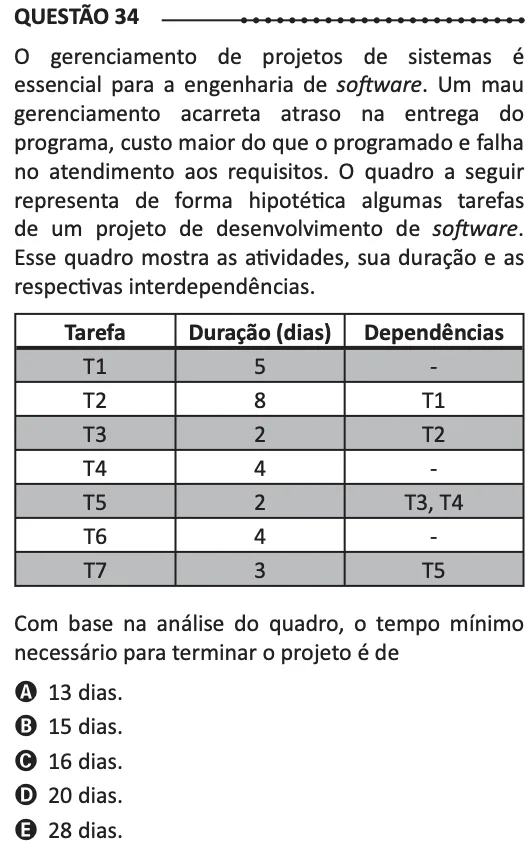 QUESTÃO 34
O gerenciamento de projetos de sistemas é
essencial para a engenharia de software. Um mau
gerenciamento acarreta atraso na entrega do
programa, custo maior do que o programado e falha
no atendimento aos requisitos. O quadro a seguir
representa de forma hipotética algumas tarefas
de um projeto de desenvolvimento de software.
Esse quadro mostra as atividades, sua duração e as
respectivas interdependências.
Tarefa Duração (dias) Dependências
T1 5 -
T2 8 T1
T3 2 T2
T4 4 -
T5 2 T3, T4
T6 4 -
T7 3 T5
Com base na análise do quadro, o tempo mínimo
necessário para terminar o projeto é de
A 13 dias.
B 15 dias.
C 16 dias.
D 20 dias.
E 28 dias.